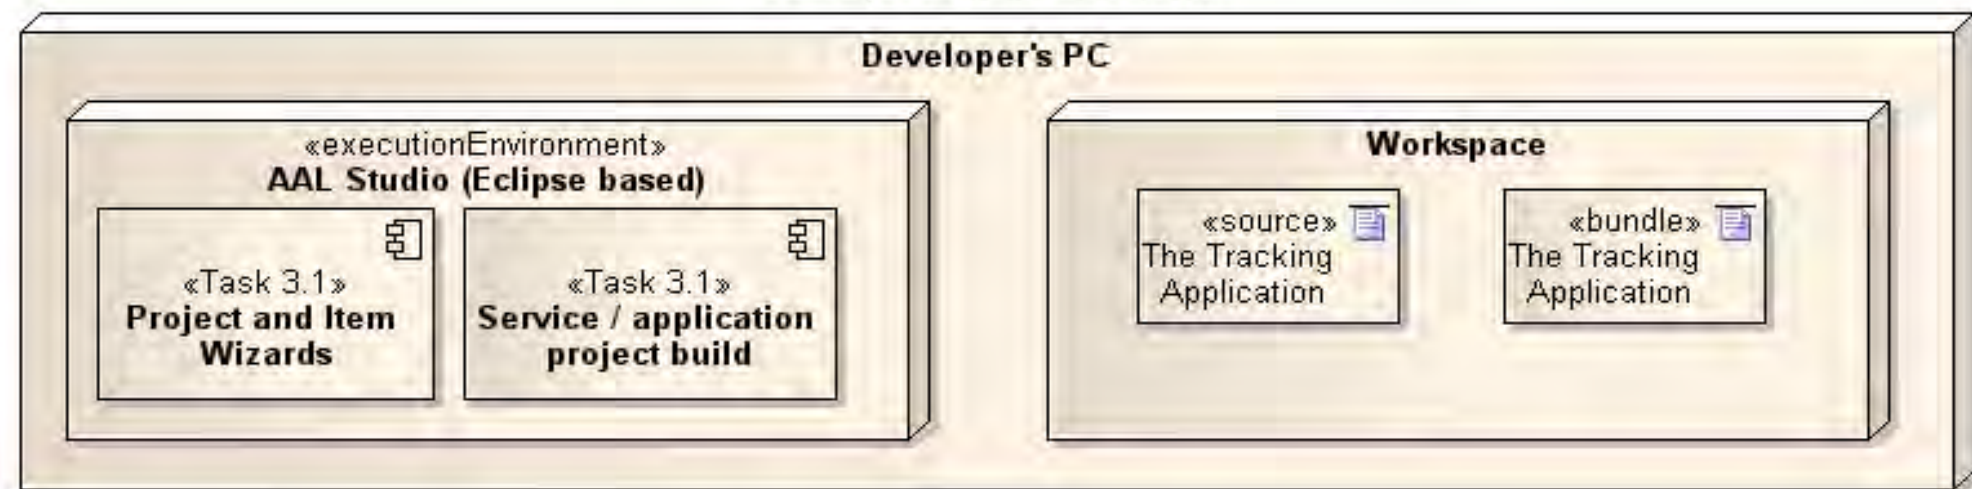 Developer's PC
«executionEnvironment»
AAL Studio (Eclipse based)
«Task 3.1»
Project and Item
Wizards
«Task 3.1»
Service / application
project build
Workspace
«source»
The Tracking
Application
«bundle»
The Tracking
Application